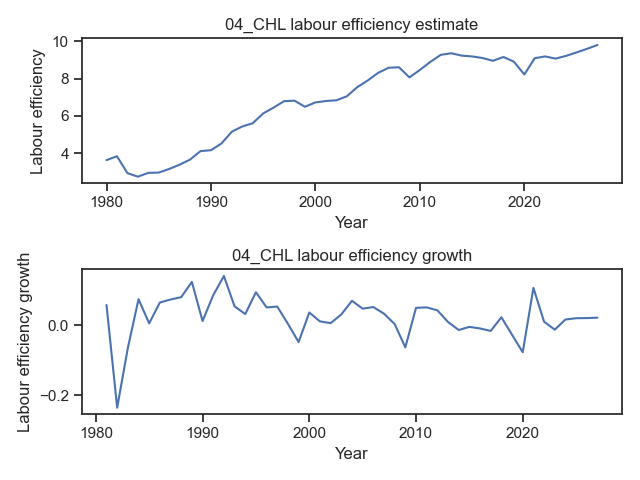 04_CHL labour efficiency estimate
Labour efficiency
10
8
6
4
1980
1990
2000
2010
2020
Year
04_CHL labour efficiency growth
Labour efficiency growth
0.0
−0.2
1980
1990
2000
2010
2020
Year